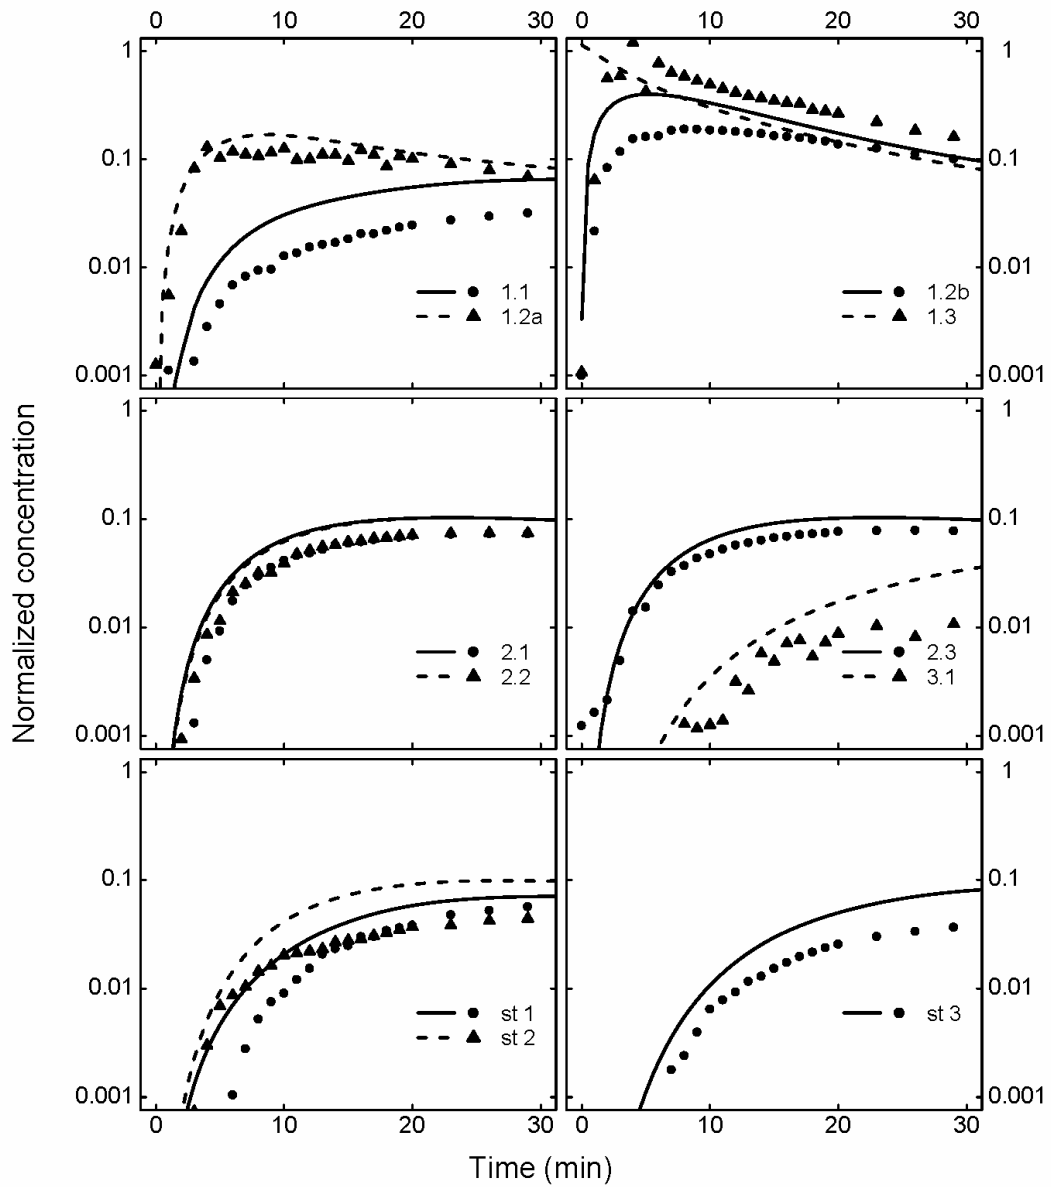 0 10 20 30 0 10 20 30
1
0.1 0.1
0.01 0.01
0.001 0.001
1
1.1
1.2a
1.2b
1.3
1 1
0.1 0.1
0.01 0.01
0.001 0.001
2.1
2.2
2.3
3.1
Normalized concentration
1 1
0.1 0.1
0.01 0.01
0.001 0.001
st 1
st 2
st 3
0 10 20 30 0 10 20 30
Time (min)